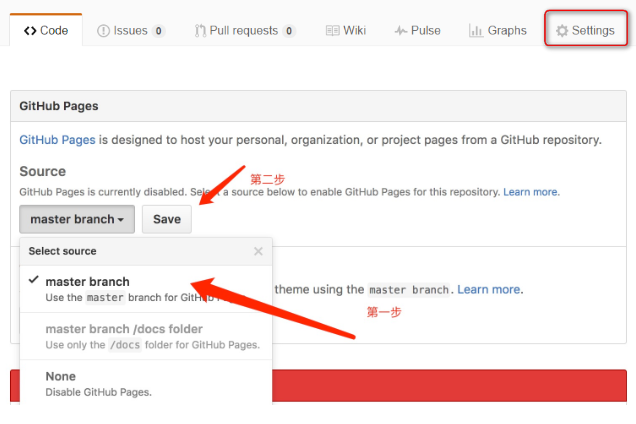 Code
Issues 0
Pull requests 0
Wiki
Pulse
Graphs
Settings
GitHub Pages
GitHub Pages is designed to host your personal, organization, or project pages from a GitHub repository.
Source
第二步
GitHub Pages is currently disabled. Select a source below to enable GitHub Pages for this repository. Learn more.
master branch
Save
Select source
master branch
theme using the master branch. Learn more.
Use the master branch for GitHub Pages.
第一步
master branch /docs folder
Use only the /docs folder for GitHub Pages.
None
Disable GitHub Pages.